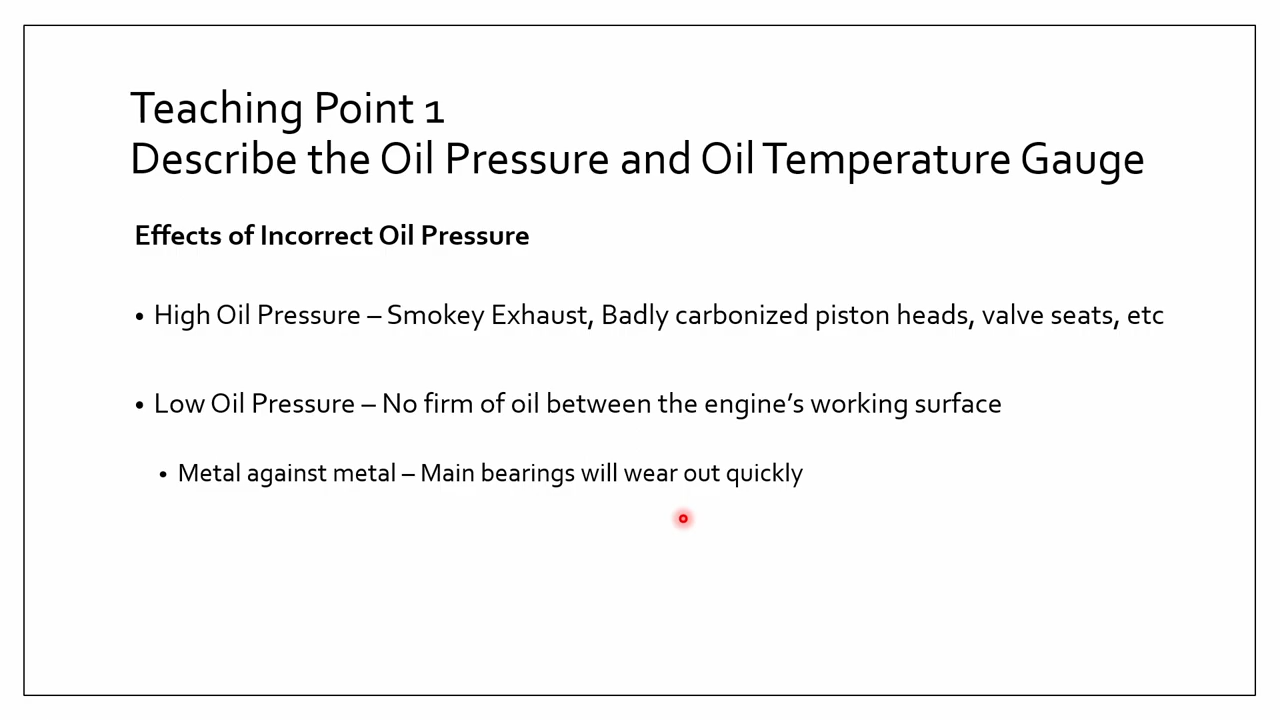 Teaching Point 1
Describe the Oil Pressure and Oil Temperature Gauge
Effects of Incorrect Oil Pressure
• High Oil Pressure – Smokey Exhaust, Badly carbonized piston heads, valve seats, etc
• Low Oil Pressure – No firm of oil between the engine’s working surface
• Metal against metal – Main bearings will wear out quickly